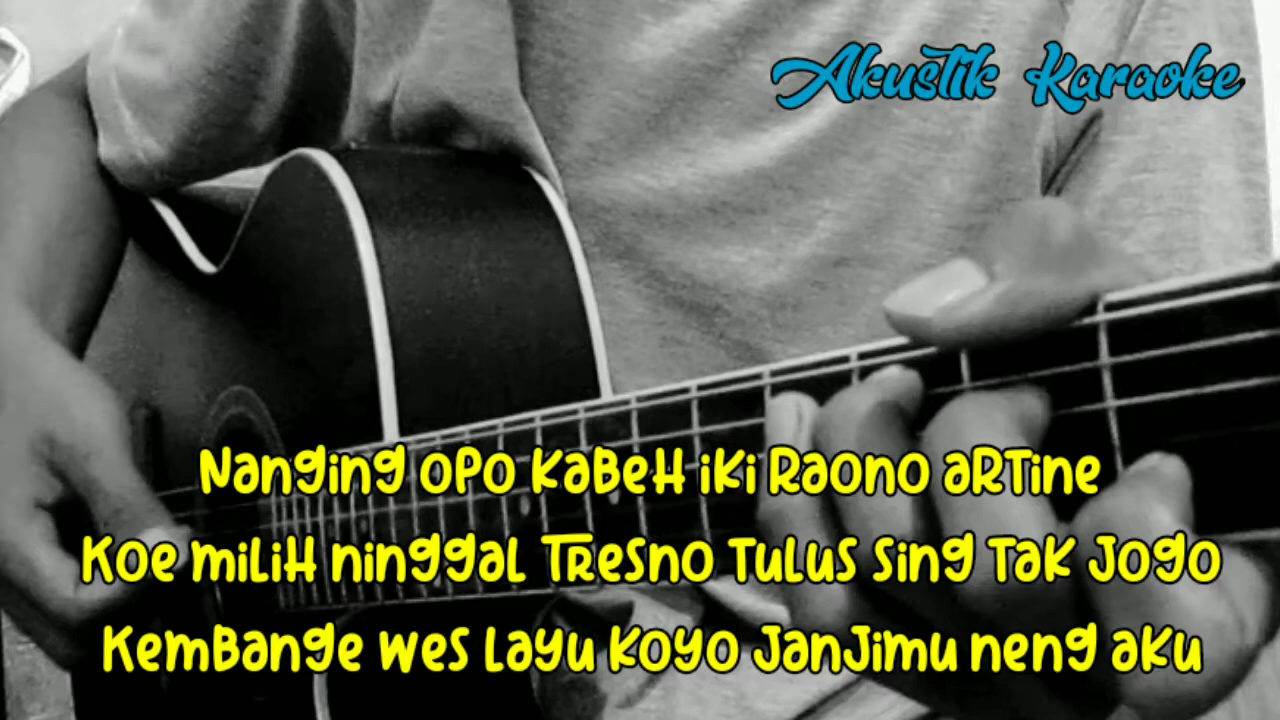 Akustik Karaoke
Nanging opo kabeh iki raono artine
Koe milih ninggal tresno tulus sing tak jogo
Kembange wes layu koyo janjimu neng aku